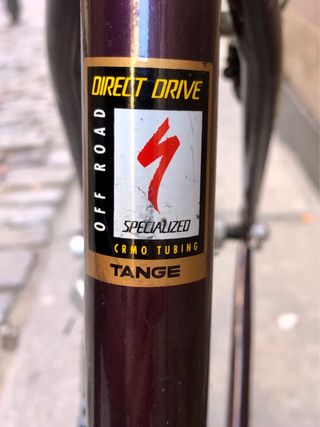 DIRECT DRIVE
OFF ROAD
SPECIALIZED
CRMO TUBING
TANGE